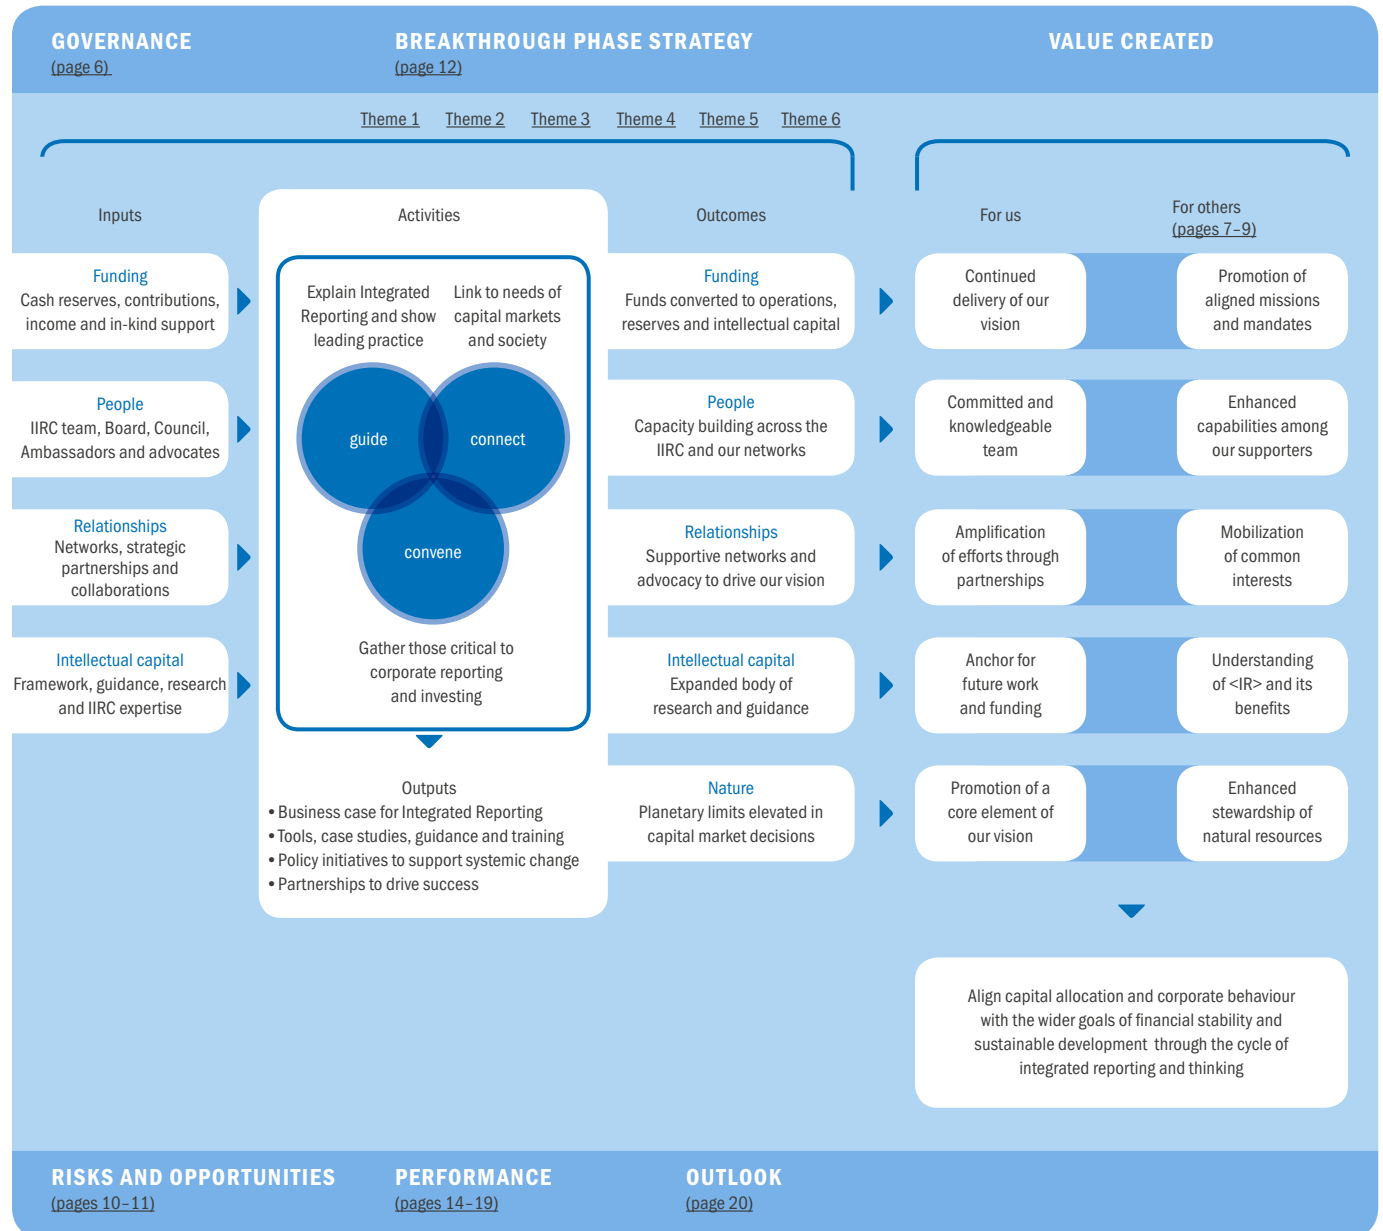 GOVERNANCE
(page 6)
BREAKTHROUGH PHASE STRATEGY
(page 12)
VALUE CREATED
Theme 1 Theme 2 Theme 3 Theme 4 Theme 5 Theme 6
Inputs
Funding
Cash reserves, contributions,
income and in-kind support
People
IIRC team, Board, Council,
Ambassadors and advocates
Relationships
Networks, strategic
partnerships and
collaborations
Intellectual capital
Framework, guidance, research
and IIRC expertise
Activities
Explain Integrated
Reporting and show
leading practice
Link to needs of
capital markets
and society
guide
connect
convene
Gather those critical to
corporate reporting
and investing
Outputs
• Business case for Integrated Reporting
• Tools, case studies, guidance and training
• Policy initiatives to support systemic change
• Partnerships to drive success
Outcomes
Funding
Funds converted to operations,
reserves and intellectual capital
People
Capacity building across the
IIRC and our networks
Relationships
Supportive networks and
advocacy to drive our vision
Intellectual capital
Expanded body of
research and guidance
Nature
Planetary limits elevated in
capital market decisions
For us
Continued
delivery of our
vision
Committed and
knowledgeable
team
Amplification
of efforts through
partnerships
Anchor for
future work
and funding
Promotion of a
core element of
our vision
For others
(pages 7–9)
Promotion of
aligned missions
and mandates
Enhanced
capabilities among
our supporters
Mobilization
of common
interests
Understanding
of <IR> and its
benefits
Enhanced
stewardship of
natural resources
Align capital allocation and corporate behaviour
with the wider goals of financial stability and
sustainable development through the cycle of
integrated reporting and thinking
RISKS AND OPPORTUNITIES
(pages 10–11)
PERFORMANCE
(pages 14–19)
OUTLOOK
(page 20)